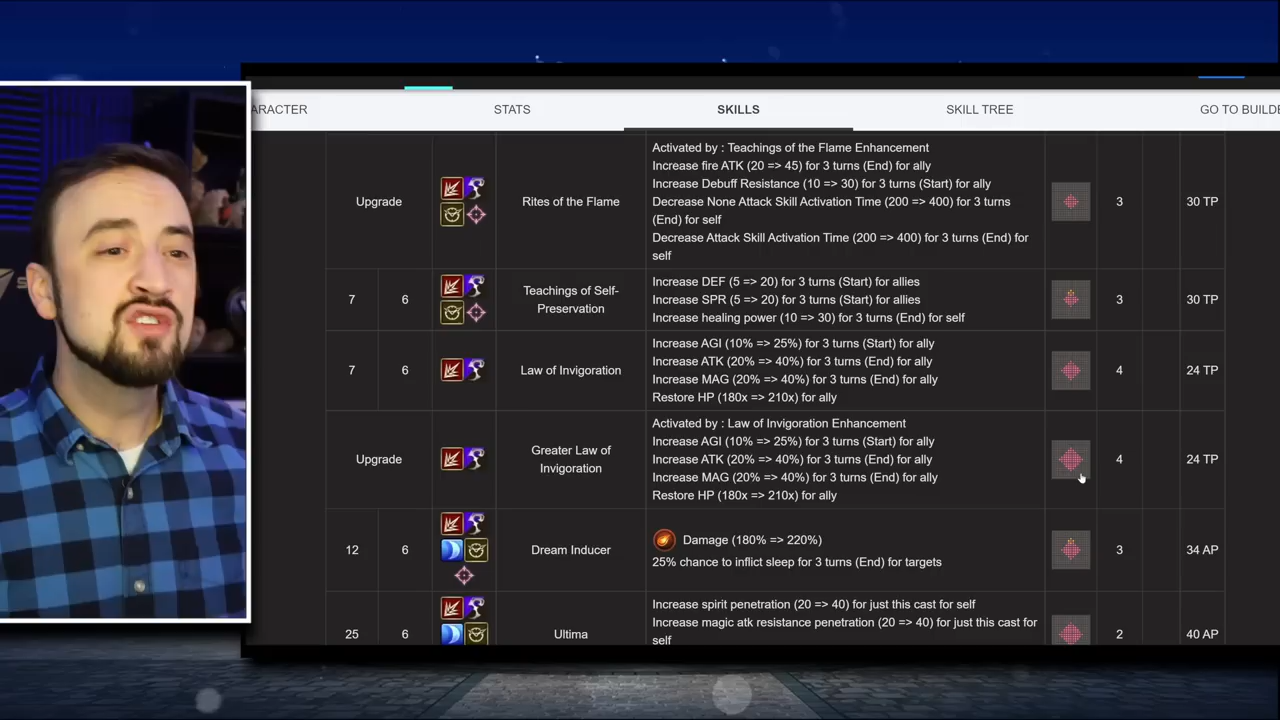 ARACTER
STATS
SKILLS
SKILL TREE
GO TO BUILDE
Upgrade
Rites of the Flame
Activated by : Teachings of the Flame Enhancement
Increase fire ATK (20 => 45) for 3 turns (End) for ally
Increase Debuff Resistance (10 => 30) for 3 turns (Start) for ally
Decrease None Attack Skill Activation Time (200 => 400) for 3 turns
(End) for self
Decrease Attack Skill Activation Time (200 => 400) for 3 turns (End) for
self
3
30 TP
7
6
Teachings of Self-
Preservation
Increase DEF (5 => 20) for 3 turns (Start) for allies
Increase SPR (5 => 20) for 3 turns (Start) for allies
Increase healing power (10 => 30) for 3 turns (End) for self
3
30 TP
7
6
Law of Invigoration
Increase AGI (10% => 25%) for 3 turns (Start) for ally
Increase ATK (20% => 40%) for 3 turns (End) for ally
Increase MAG (20% => 40%) for 3 turns (End) for ally
Restore HP (180x => 210x) for ally
4
24 TP
Upgrade
Greater Law of
Invigoration
Activated by : Law of Invigoration Enhancement
Increase AGI (10% => 25%) for 3 turns (Start) for ally
Increase ATK (20% => 40%) for 3 turns (End) for ally
Increase MAG (20% => 40%) for 3 turns (End) for ally
Restore HP (180x => 210x) for ally
4
24 TP
12
6
Dream Inducer
Damage (180% => 220%)
25% chance to inflict sleep for 3 turns (End) for targets
3
34 AP
25
6
Ultima
Increase spirit penetration (20 => 40) for just this cast for self
Increase magic atk resistance penetration (20 => 40) for just this cast for
self
2
40 AP